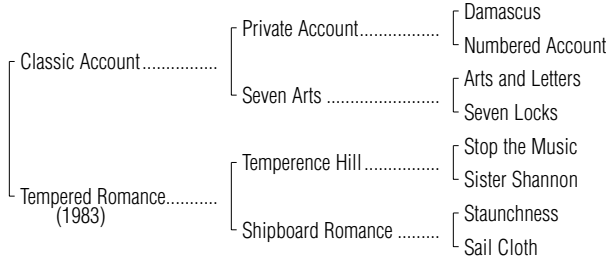 Damascus
Private Account.................
Numbered Account
Classic Account................
Arts and Letters
Seven Arts ........................
Seven Locks
Stop the Music
Temperence Hill................
Sister Shannon
Tempered Romance...........
(1983)
Staunchness
Shipboard Romance .........
Sail Cloth